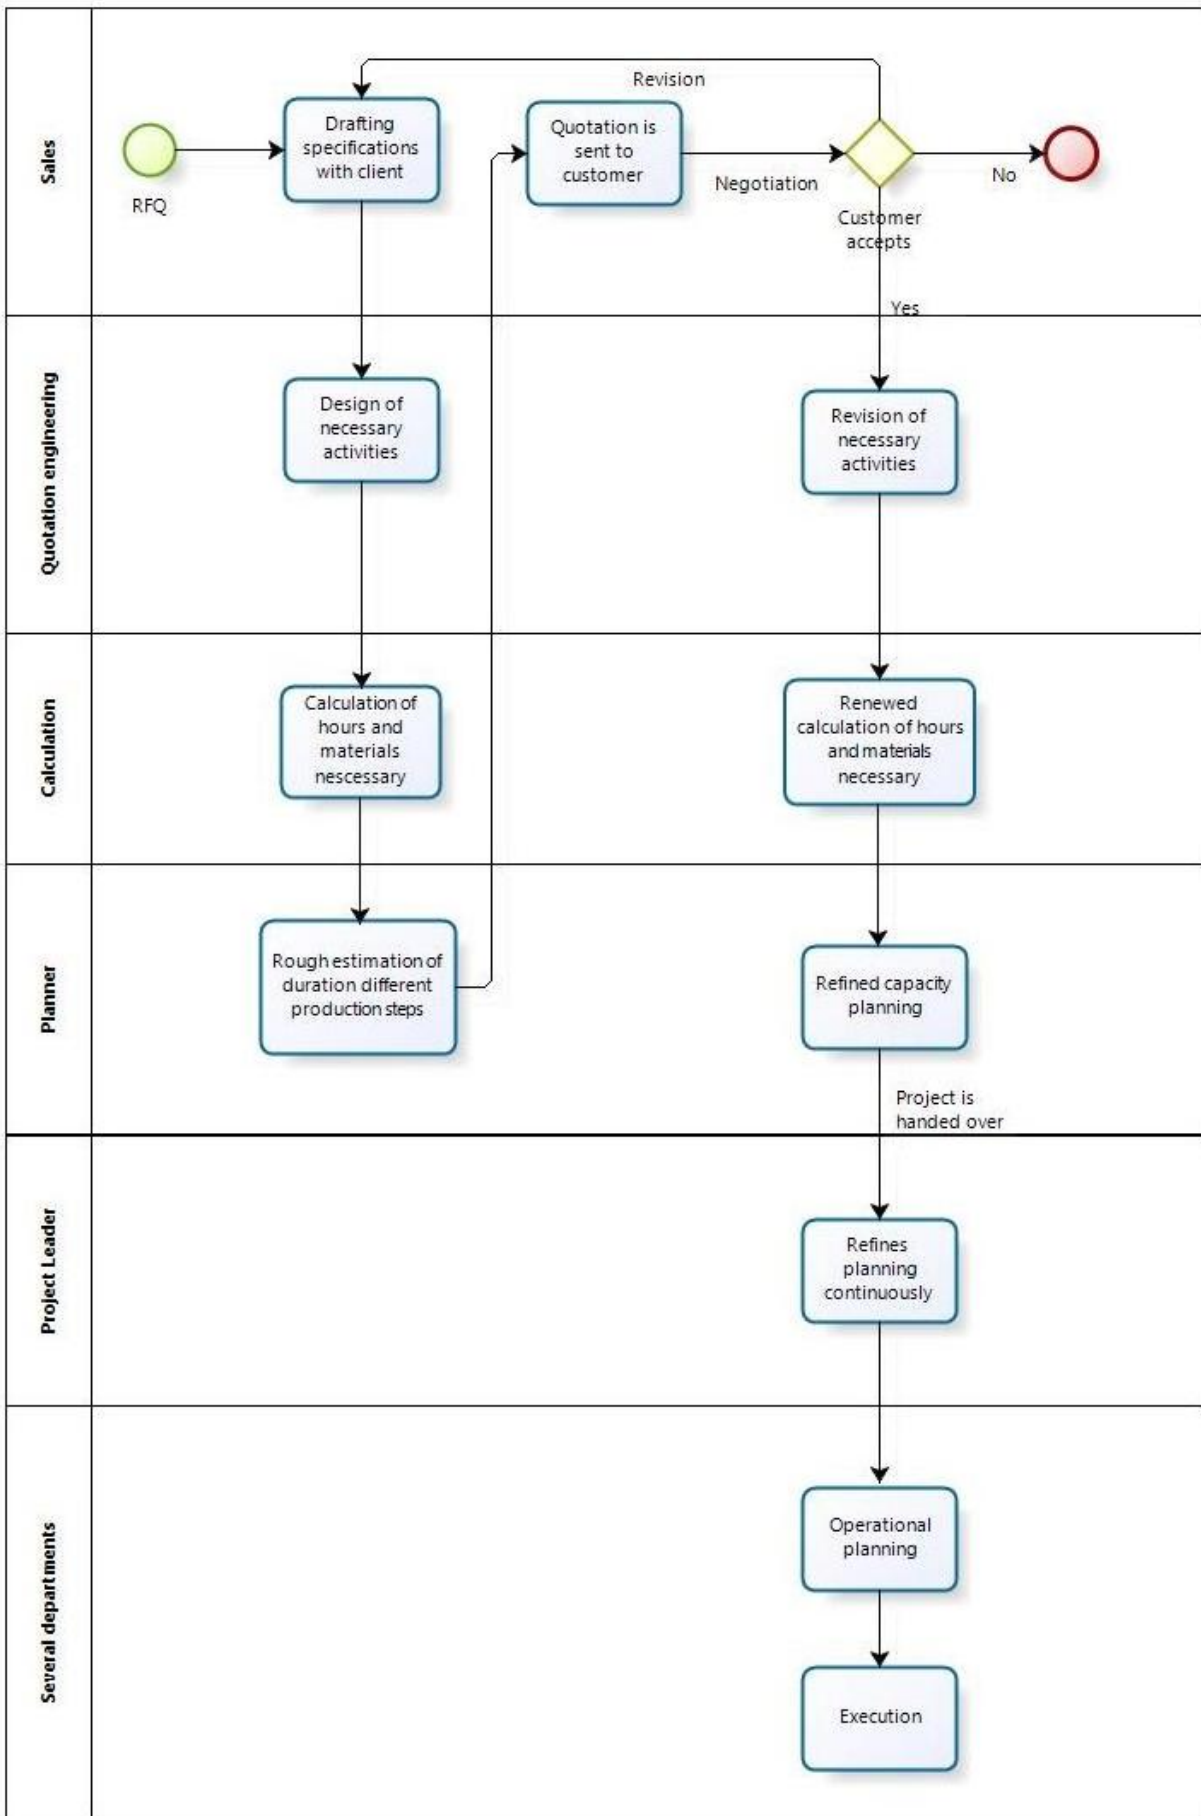 Sales
RFQ
Drafting
specifications
with client
Revision
Quotation is
sent to
customer
Negotiation
Customer
accepts
No
Yes
Quotation engineering
Design of
necessary
activities
Revision of
necessary
activities
Calculation
Calculation of
hours and
materials
nescessary
Renewed
calculation of hours
and materials
necessary
Planner
Rough estimation of
duration different
production steps
Refined capacity
planning
Project is
handed over
Project Leader
Refines
planning
continuously
Several departments
Operational
planning
Execution